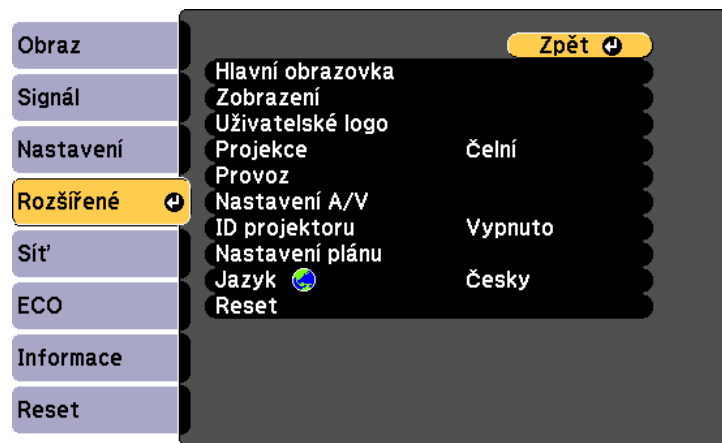 Obraz
Signál
Nastavení
Rozšířené
Síť
ECO
Informace
Reset
Zpět
Hlavní obrazovka
Zobrazení
Uživatelské logo
Projekce Čelní
Provoz
Nastavení A/V
ID projektoru Vypnuto
Nastavení plánu
Jazyk Česky
Reset